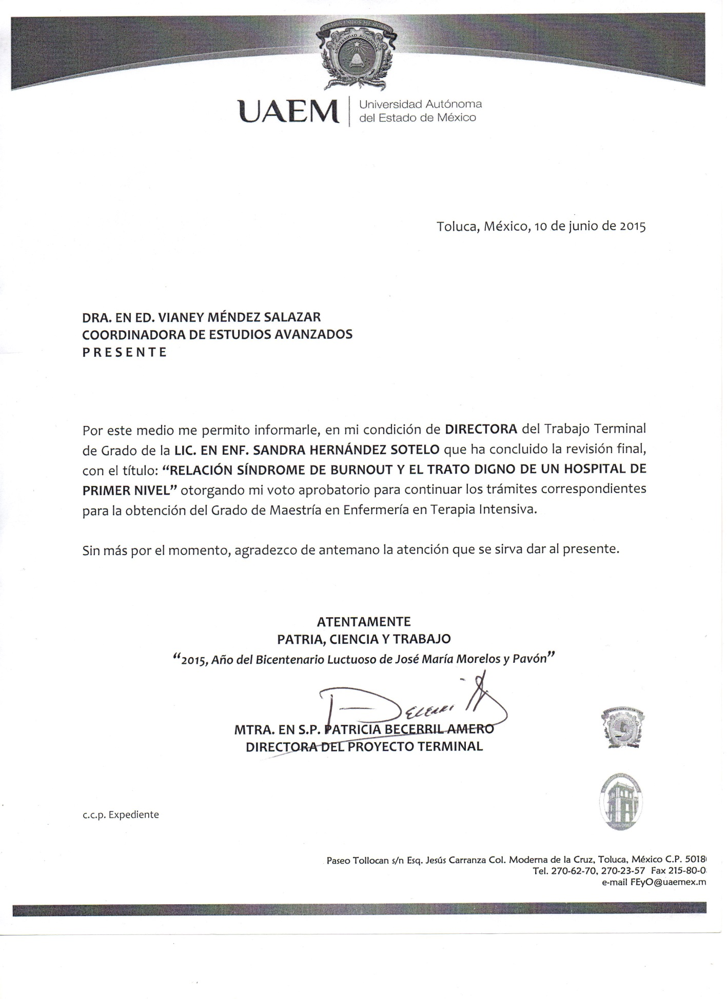 ESTADOS UNIDOS MEXICANOS
UNIVERSIDAD AUTÓNOMA
UAEM
Universidad Autónoma
del Estado de México
Toluca, México, 10 de junio de 2015
DRA. EN ED. VIANEY MÉNDEZ SALAZAR
COORDINADORA DE ESTUDIOS AVANZADOS
P R E S E N T E
Por este medio me permito informarle, en mi condición de DIRECTORA del Trabajo Terminal
de Grado de la LIC. EN ENF. SANDRA HERNÁNDEZ SOTELO que ha concluido la revisión final,
con el título: “RELACIÓN SÍNDROME DE BURNOUT Y EL TRATO DIGNO DE UN HOSPITAL DE
PRIMER NIVEL” otorgando mi voto aprobatorio para continuar los trámites correspondientes
para la obtención del Grado de Maestría en Enfermería en Terapia Intensiva.
Sin más por el momento, agradezco de antemano la atención que se sirva dar al presente.
ATENTAMENTE
PATRIA, CIENCIA Y TRABAJO
“2015, Año del Bicentenario Luctuoso de José María Morelos y Pavón”
MTRA. EN S.P. PATRICIA BECERRIL AMERO
DIRECTORA DEL PROYECTO TERMINAL
c.c.p. Expediente
Paseo Tollocan s/n Esq. Jesús Carranza Col. Moderna de la Cruz, Toluca, México C.P. 5018
Tel. 270-62-70, 270-23-57 Fax 215-80-0
e-mail FEyO@uaemex.m